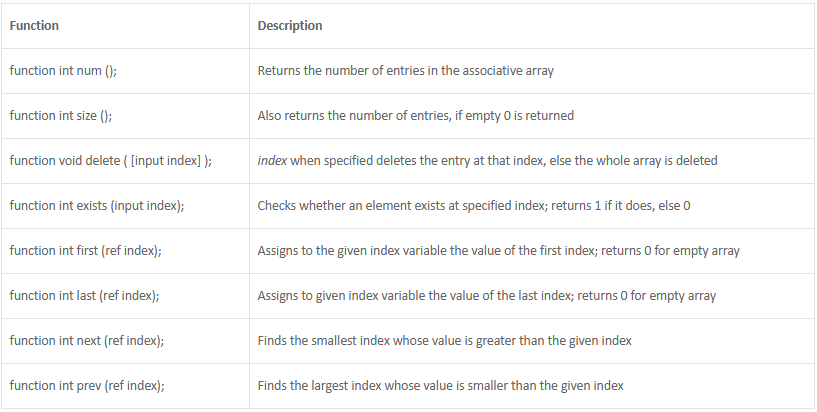 Function Description
function int num (); Returns the number of entries in the associative array
function int size (); Also returns the number of entries, if empty 0 is returned
function void delete ( [input index] ); index when specified deletes the entry at that index, else the whole array is deleted
function int exists (input index); Checks whether an element exists at specified index; returns 1 if it does, else 0
function int first (ref index); Assigns to the given index variable the value of the first index; returns 0 for empty array
function int last (ref index); Assigns to given index variable the value of the last index; returns 0 for empty array
function int next (ref index); Finds the smallest index whose value is greater than the given index
function int prev (ref index); Finds the largest index whose value is smaller than the given index